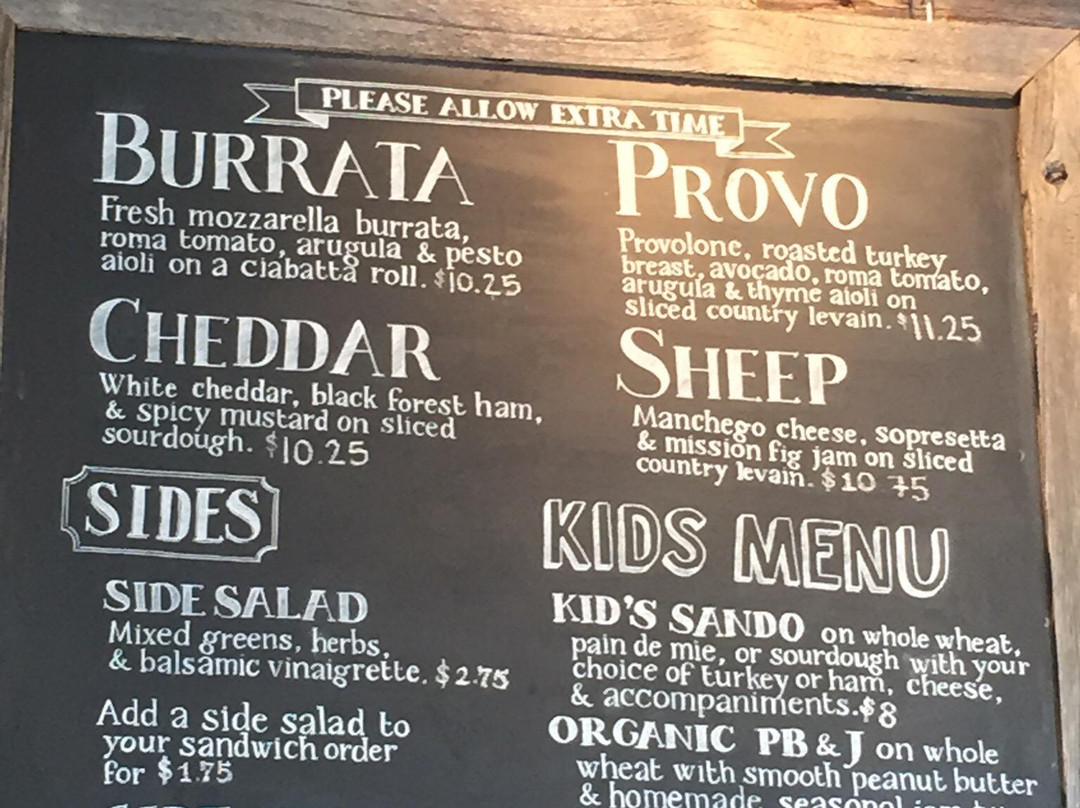 PLEASE ALLOW EXTRA TIME
BURRATA
Fresh mozzarella burrata,
roma tomato, arugula & pesto
aioli on a ciabatta roll. $10.25
CHEDDAR
White cheddar, black forest ham,
& spicy mustard on sliced
sourdough. $10.25
SIDES
SIDE SALAD
Mixed greens, herbs,
& balsamic vinaigrette. $2.75
Add a side salad to
your sandwich order
for $1.75
PROVO
Provolone, roasted turkey
breast, avocado, roma tomato,
arugula & thyme aioli on
sliced country levain. $11.25
SHEEP
Manchego cheese, sopresetta
& mission fig jam on sliced
country levain. $10 75
KIDS MENU
KID'S SANDO on whole wheat,
pain de mie, or sourdough with your
choice of turkey or ham, cheese,
& accompaniments. $8
ORGANIC PB & J on whole
wheat with smooth peanut butter
& homemade, seasonal